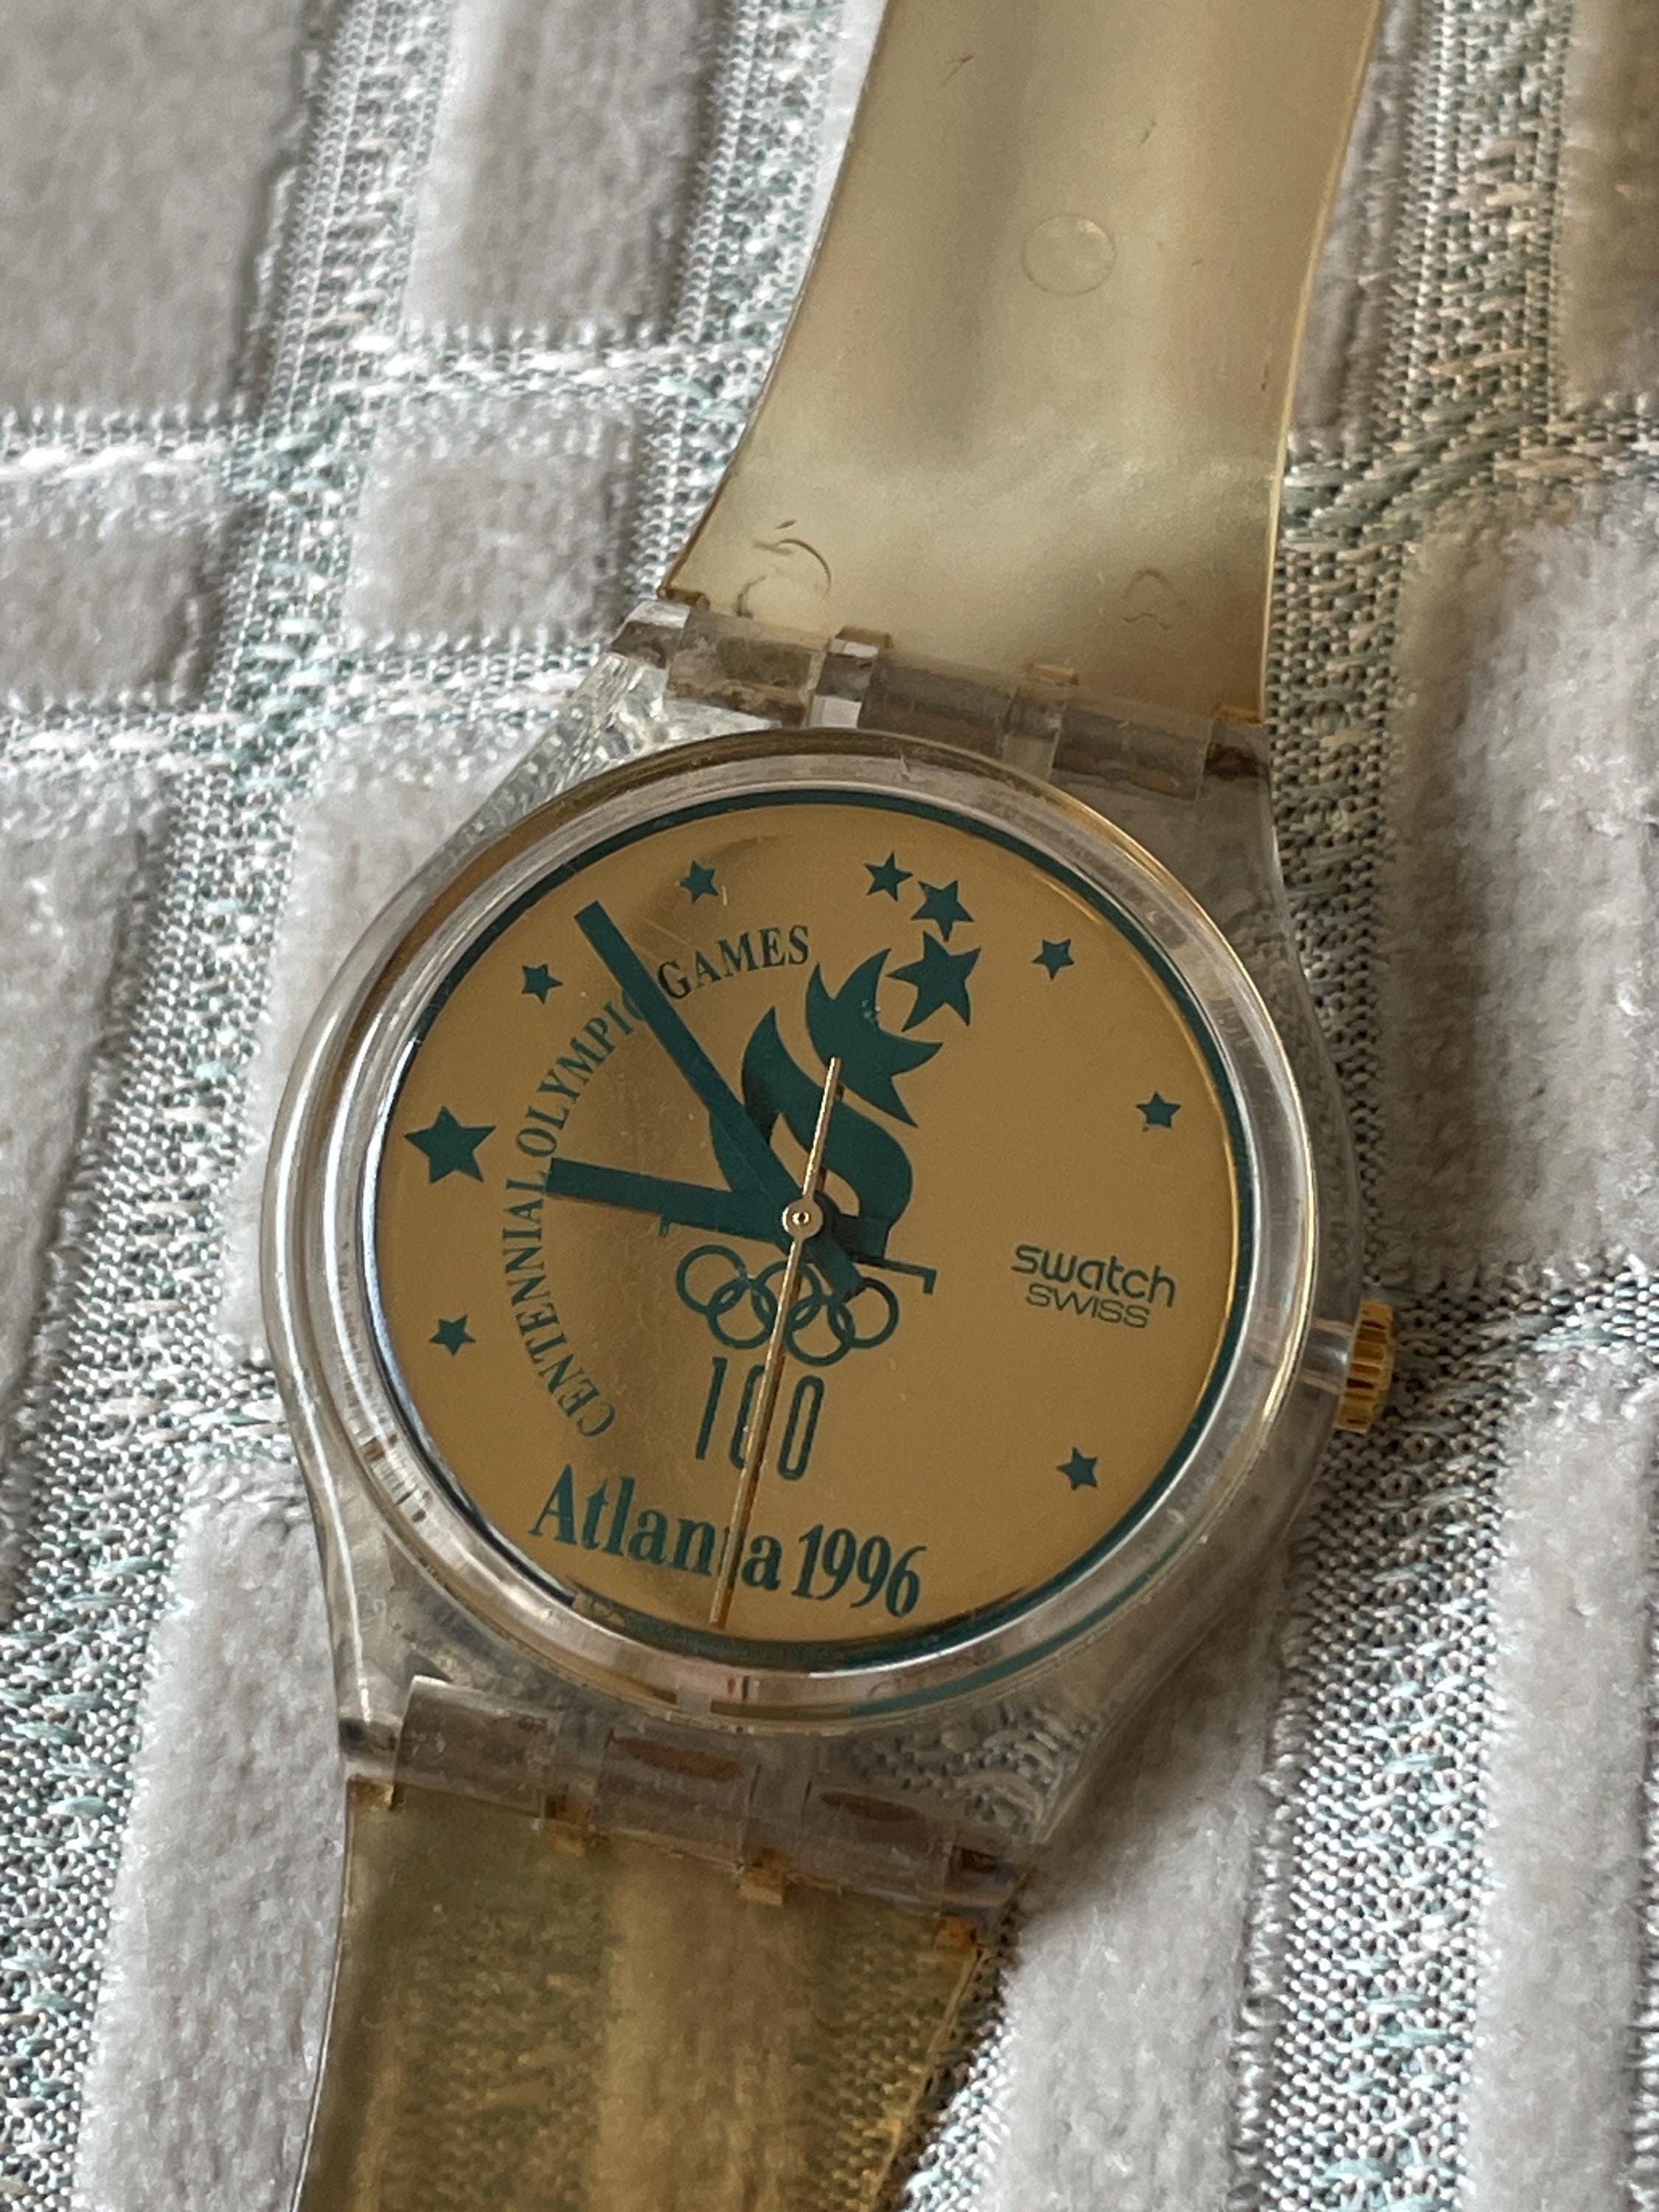 CENTENNIAL OLYMPIC GAMES
swatch
SWISS
100
Atlanta 1996